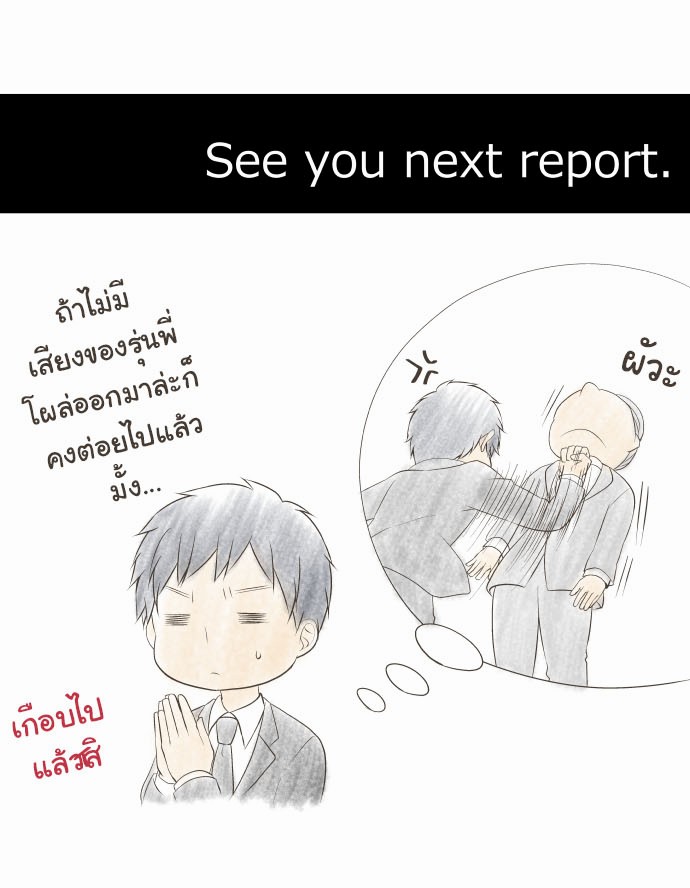 See you next report.
ถ้าไม่มี
เสียงของรุ่นพี่
โผล่ออกมาล่ะก็
คงต่อยไปแล้ว
มั้ง...
ผัวะ
เกือบไป
แล้วสิ